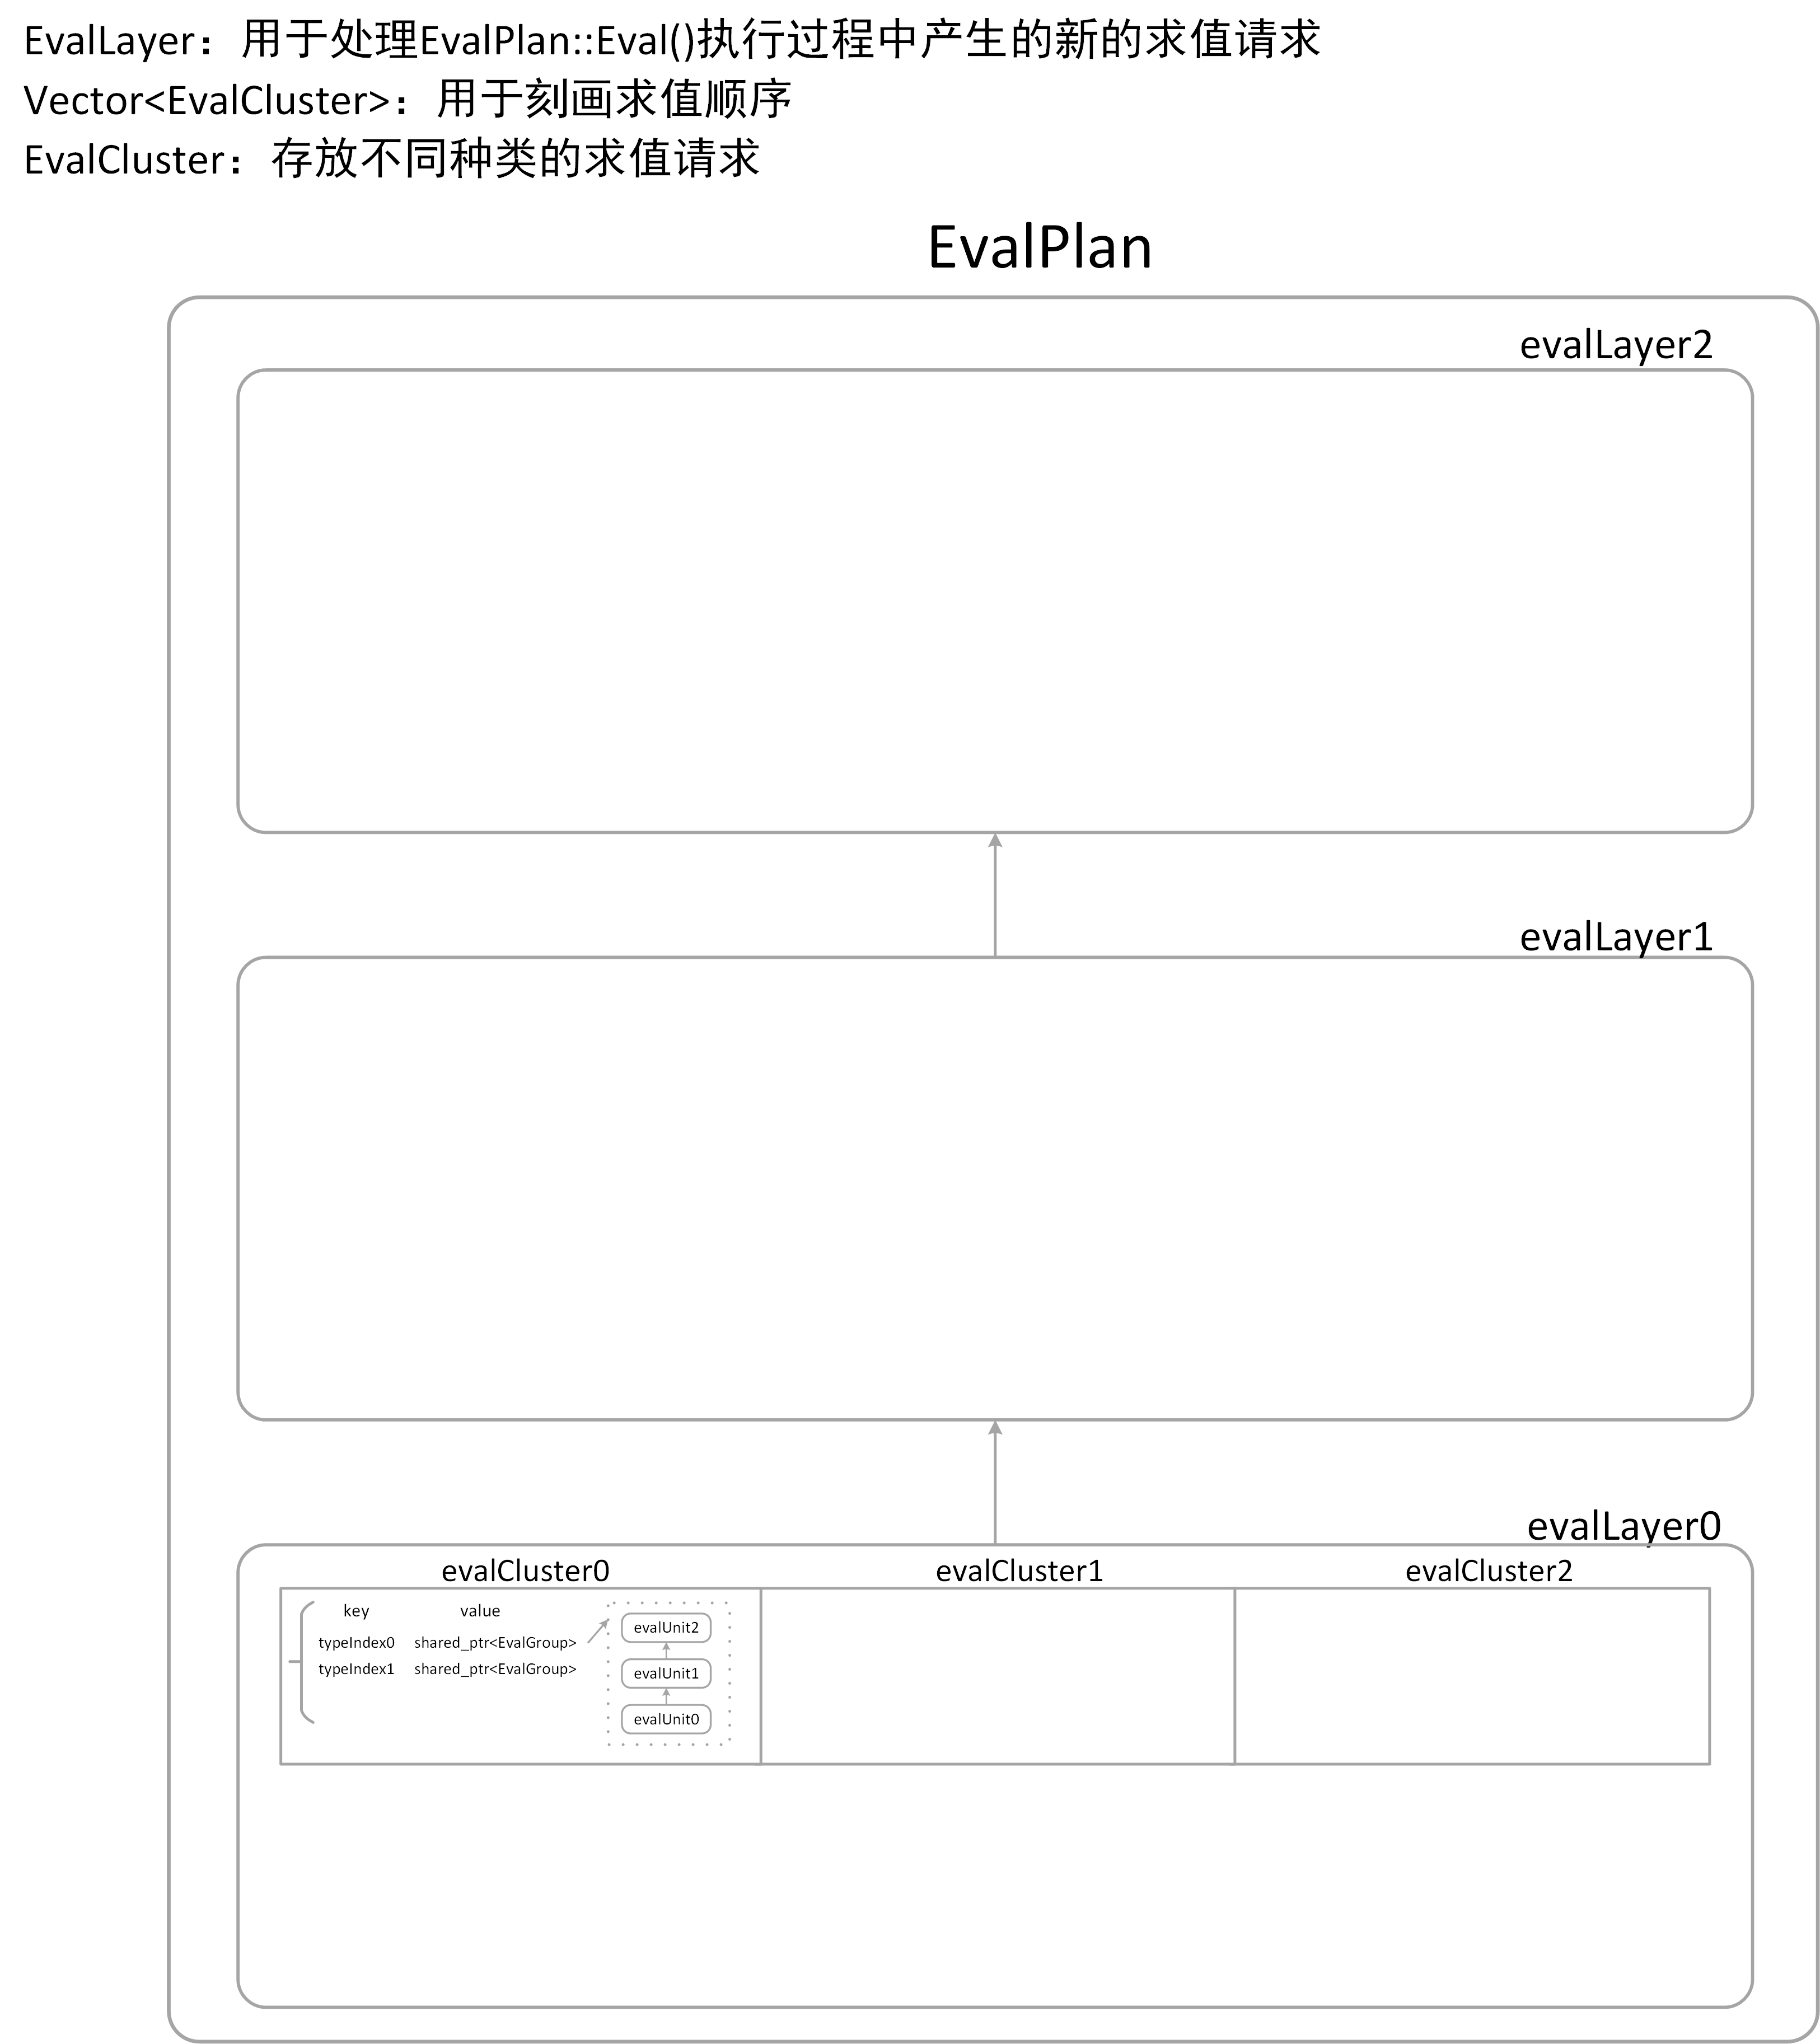 EvalLayer：用于处理EvalPlan::Eval()执行过程中产生的新的求值请求
Vector<EvalCluster>：用于刻画求值顺序
EvalCluster：存放不同种类的求值请求
EvalPlan
evalLayer2
evalLayer1
evalLayer0
evalCluster0 evalCluster1 evalCluster2
key value
typeIndex0 shared_ptr<EvalGroup>
typeIndex1 shared_ptr<EvalGroup>
evalUnit2
evalUnit1
evalUnit0